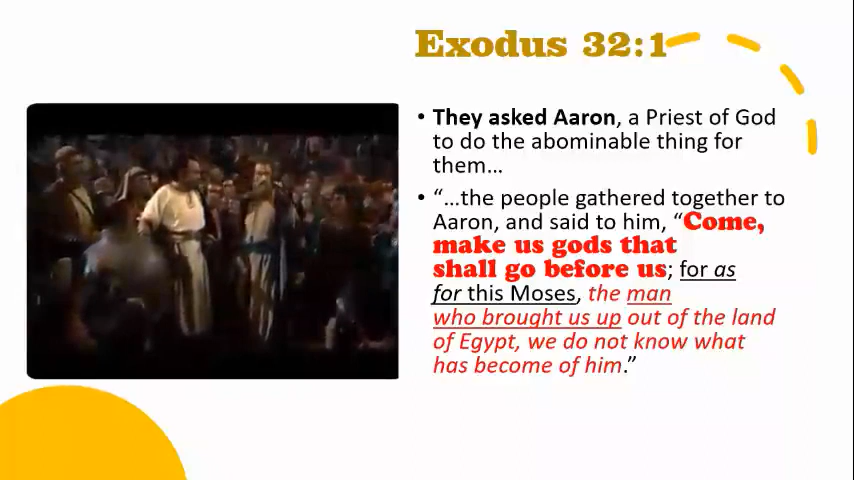 Exodus 32:1
• They asked Aaron, a Priest of God
to do the abominable thing for
them…
• “…the people gathered together to
Aaron, and said to him, “Come,
make us gods that
shall go before us; for as
for this Moses, the man
who brought us up out of the land
of Egypt, we do not know what
has become of him.”